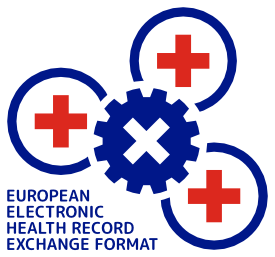 EUROPEAN
ELECTRONIC
HEALTH RECORD
EXCHANGE FORMAT